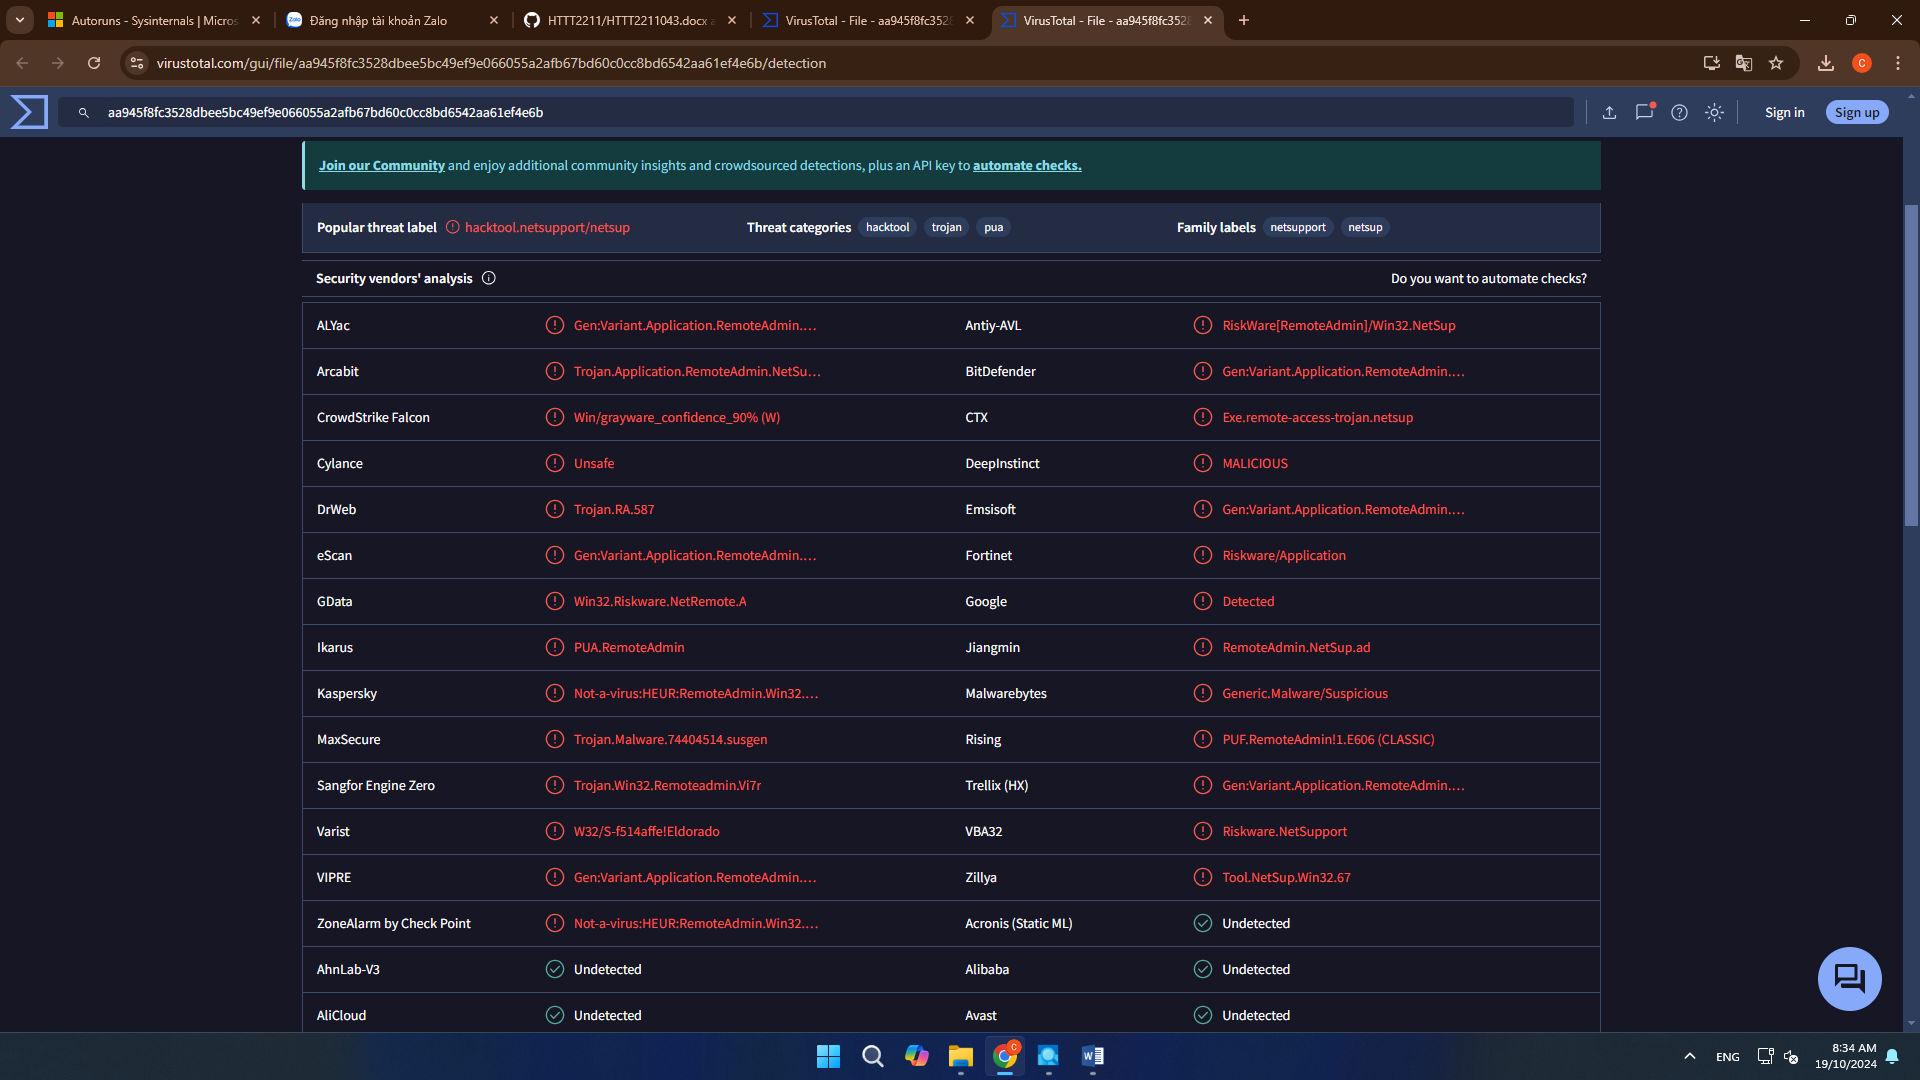 Autoruns - Sysinternals | Micros
Đăng nhập tài khoản Zalo
HTTT2211/HTTT2211043.docx a
VirusTotal - File - aa945f8fc3528
VirusTotal - File - aa945f8fc3528
virustotal.com/gui/file/aa945f8fc3528dbee5bc49ef9e066055a2afb67bd60c0cc8bd6542aa61ef4e6b/detection
C
aa945f8fc3528dbee5bc49ef9e066055a2afb67bd60c0cc8bd6542aa61ef4e6b
Sign in
Sign up
Join our Community and enjoy additional community insights and crowdsourced detections, plus an API key to automate checks.
Popular threat label hacktool.netsupport/netsup
Threat categories hacktool trojan pua
Family labels netsupport netsup
Security vendors' analysis
Do you want to automate checks?
ALYac Gen:Variant.Application.RemoteAdmin.... Antiy-AVL RiskWare[RemoteAdmin]/Win32.NetSup
Arcabit Trojan.Application.RemoteAdmin.NetSu... BitDefender Gen:Variant.Application.RemoteAdmin....
CrowdStrike Falcon Win/grayware_confidence_90% (W) CTX Exe.remote-access-trojan.netsup
Cylance Unsafe DeepInstinct MALICIOUS
DrWeb Trojan.RA.587 Emsisoft Gen:Variant.Application.RemoteAdmin....
eScan Gen:Variant.Application.RemoteAdmin.... Fortinet Riskware/Application
GData Win32.Riskware.NetRemote.A Google Detected
Ikarus PUA.RemoteAdmin Jiangmin RemoteAdmin.NetSup.ad
Kaspersky Not-a-virus:HEUR:RemoteAdmin.Win32.... Malwarebytes Generic.Malware/Suspicious
MaxSecure Trojan.Malware.74404514.susgen Rising PUF.RemoteAdmin!1.E606 (CLASSIC)
Sangfor Engine Zero Trojan.Win32.Remoteadmin.Vi7r Trellix (HX) Gen:Variant.Application.RemoteAdmin....
Varist W32/S-f514affe!Eldorado VBA32 Riskware.NetSupport
VIPRE Gen:Variant.Application.RemoteAdmin.... Zillya Tool.NetSup.Win32.67
ZoneAlarm by Check Point Not-a-virus:HEUR:RemoteAdmin.Win32.... Acronis (Static ML) Undetected
AhnLab-V3 Undetected Alibaba Undetected
AliCloud Undetected Avast Undetected
ENG
8:34 AM
19/10/2024